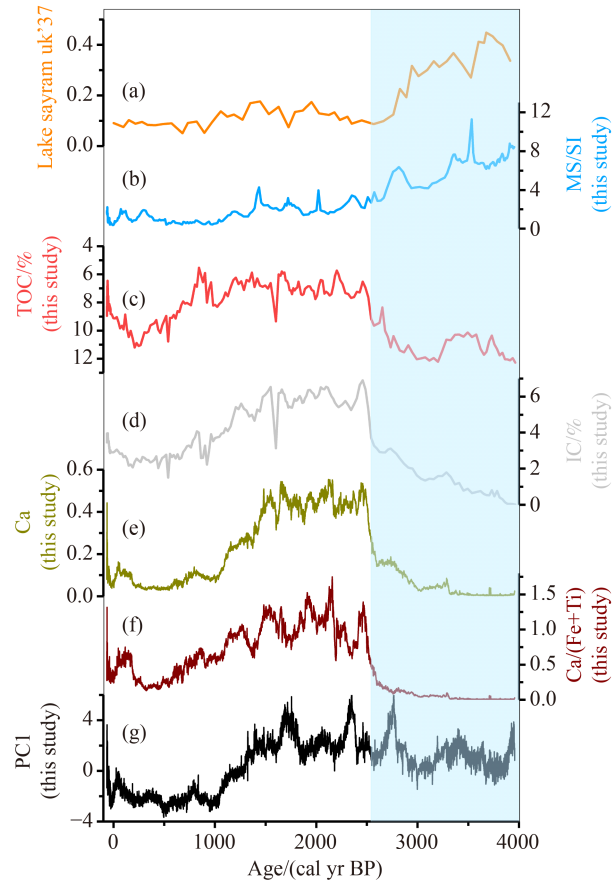 Lake sayram uk'37
0.4
0.2
0.0
(a)
12
8
4
0
MS/SI
(this study)
(b)
TOC/%
(this study)
4
6
8
10
12
(c)
(d)
6
4
2
0
IC/%
(this study)
Ca
(this study)
0.6
0.4
0.2
0.0
(e)
1.5
1.0
0.5
0.0
Ca/(Fe+Ti)
(this study)
(f)
PC1
(this study)
4
0
−4
(g)
0 1000 2000 3000 4000
Age/(cal yr BP)